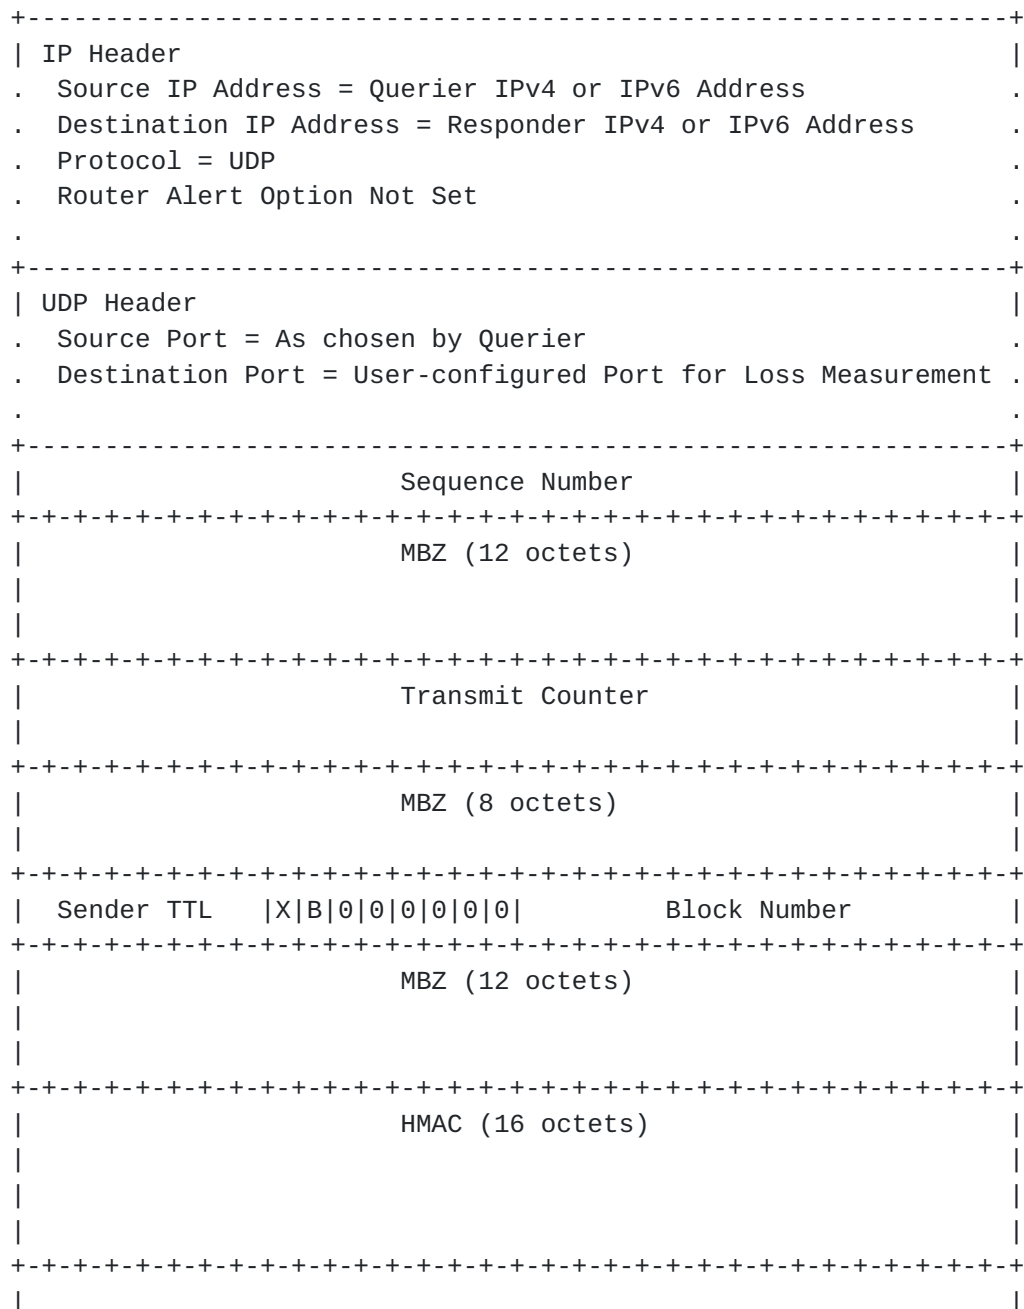 +---------------------------------------------------------------+
| IP Header                                                     |
.  Source IP Address = Querier IPv4 or IPv6 Address             .
.  Destination IP Address = Responder IPv4 or IPv6 Address      .
.  Protocol = UDP                                               .
.  Router Alert Option Not Set                                  .
.                                                               .
+---------------------------------------------------------------+
| UDP Header                                                    |
.  Source Port = As chosen by Querier                           .
.  Destination Port = User-configured Port for Loss Measurement .
.                                                               .
+---------------------------------------------------------------+
|                        Sequence Number                        |
+-+-+-+-+-+-+-+-+-+-+-+-+-+-+-+-+-+-+-+-+-+-+-+-+-+-+-+-+-+-+-+-+
|                        MBZ (12 octets)                        |
|                                                               |
|                                                               |
+-+-+-+-+-+-+-+-+-+-+-+-+-+-+-+-+-+-+-+-+-+-+-+-+-+-+-+-+-+-+-+-+
|                        Transmit Counter                       |
|                                                               |
+-+-+-+-+-+-+-+-+-+-+-+-+-+-+-+-+-+-+-+-+-+-+-+-+-+-+-+-+-+-+-+-+
|                        MBZ (8 octets)                         |
|                                                               |
+-+-+-+-+-+-+-+-+-+-+-+-+-+-+-+-+-+-+-+-+-+-+-+-+-+-+-+-+-+-+-+-+
|  Sender TTL   |X|B|0|0|0|0|0|0|         Block Number          |
+-+-+-+-+-+-+-+-+-+-+-+-+-+-+-+-+-+-+-+-+-+-+-+-+-+-+-+-+-+-+-+-+
|                        MBZ (12 octets)                        |
|                                                               |
|                                                               |
+-+-+-+-+-+-+-+-+-+-+-+-+-+-+-+-+-+-+-+-+-+-+-+-+-+-+-+-+-+-+-+-+
|                        HMAC (16 octets)                       |
|                                                               |
|                                                               |
|                                                               |
+-+-+-+-+-+-+-+-+-+-+-+-+-+-+-+-+-+-+-+-+-+-+-+-+-+-+-+-+-+-+-+-+
|                                                               |